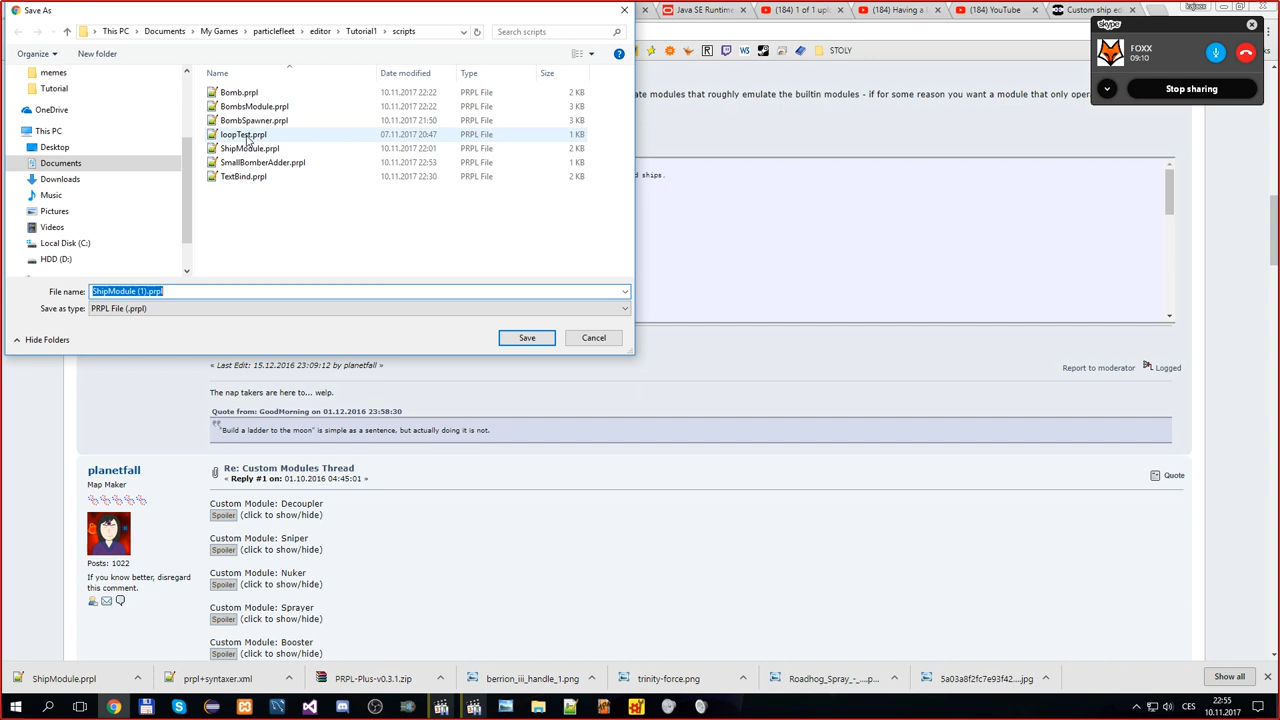 Save As
Java SE Runtime
(184) 1 of 1 upl
(184) Having a l
(184) YouTube
Custom ship edi
kajacx
This PC > Documents > My Games > particlefleet > editor > Tutorial1 > scripts
Search scripts
skype
Organize
New folder
STOLY
FOXX
09:10
Stop sharing
memes
Tutorial
OneDrive
This PC
Desktop
Documents
Downloads
Music
Pictures
Videos
Local Disk (C:)
HDD (D:)
Name Date modified Type Size
Bomb.prpl 10.11.2017 22:22 PRPL File 2 KB
BombsModule.prpl 10.11.2017 22:22 PRPL File 3 KB
BombSpawner.prpl 10.11.2017 21:50 PRPL File 3 KB
loopTest.prpl 07.11.2017 20:47 PRPL File 1 KB
ShipModule.prpl 10.11.2017 22:01 PRPL File 2 KB
SmallBomberAdder.prpl 10.11.2017 22:53 PRPL File 1 KB
TextBind.prpl 10.11.2017 22:30 PRPL File 2 KB
File name: ShipModule (1).prpl
Save as type: PRPL File (.prpl)
Hide Folders
Save
Cancel
ate modules that roughly emulate the builtin modules - if for some reason you want a module that only oper
d ships.
« Last Edit: 15.12.2016 23:09:12 by planetfall »
Report to moderator Logged
The nap takers are here to... welp.
Quote from: GoodMorning on 01.12.2016 23:58:30
"Build a ladder to the moon" is simple as a sentence, but actually doing it is not.
planetfall
Map Maker
Posts: 1022
If you know better, disregard
this comment.
Re: Custom Modules Thread
« Reply #1 on: 01.10.2016 04:45:01 »
Quote
Custom Module: Decoupler
Spoiler (click to show/hide)
Custom Module: Sniper
Spoiler (click to show/hide)
Custom Module: Nuker
Spoiler (click to show/hide)
Custom Module: Sprayer
Spoiler (click to show/hide)
Custom Module: Booster
Spoiler (click to show/hide)
ShipModule.prpl
prpl+syntaxer.xml
PRPL-Plus-v0.3.1.zip
berrion_iii_handle_1.png
trinity-force.png
Roadhog_Spray_-_....png
5a03a8f2fc7e93f42....jpg
Show all
CES
22:55
10.11.2017